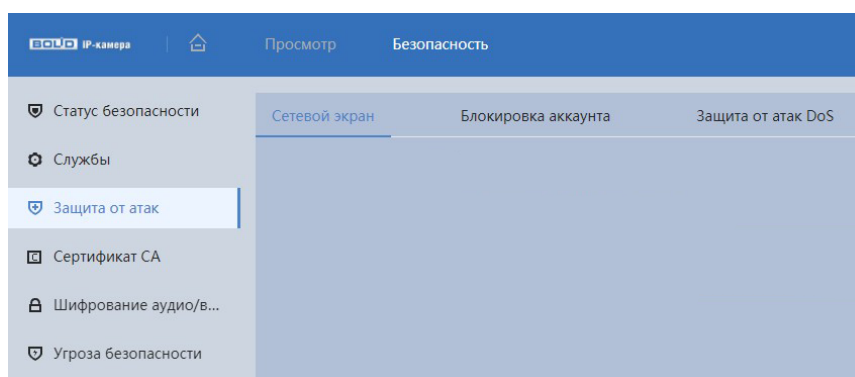 BOLID IP-камера
Просмотр
Безопасность
Статус безопасности
Сетевой экран
Блокировка аккаунта
Защита от атак DoS
Службы
Защита от атак
Сертификат CA
Шифрование аудио/в...
Угроза безопасности